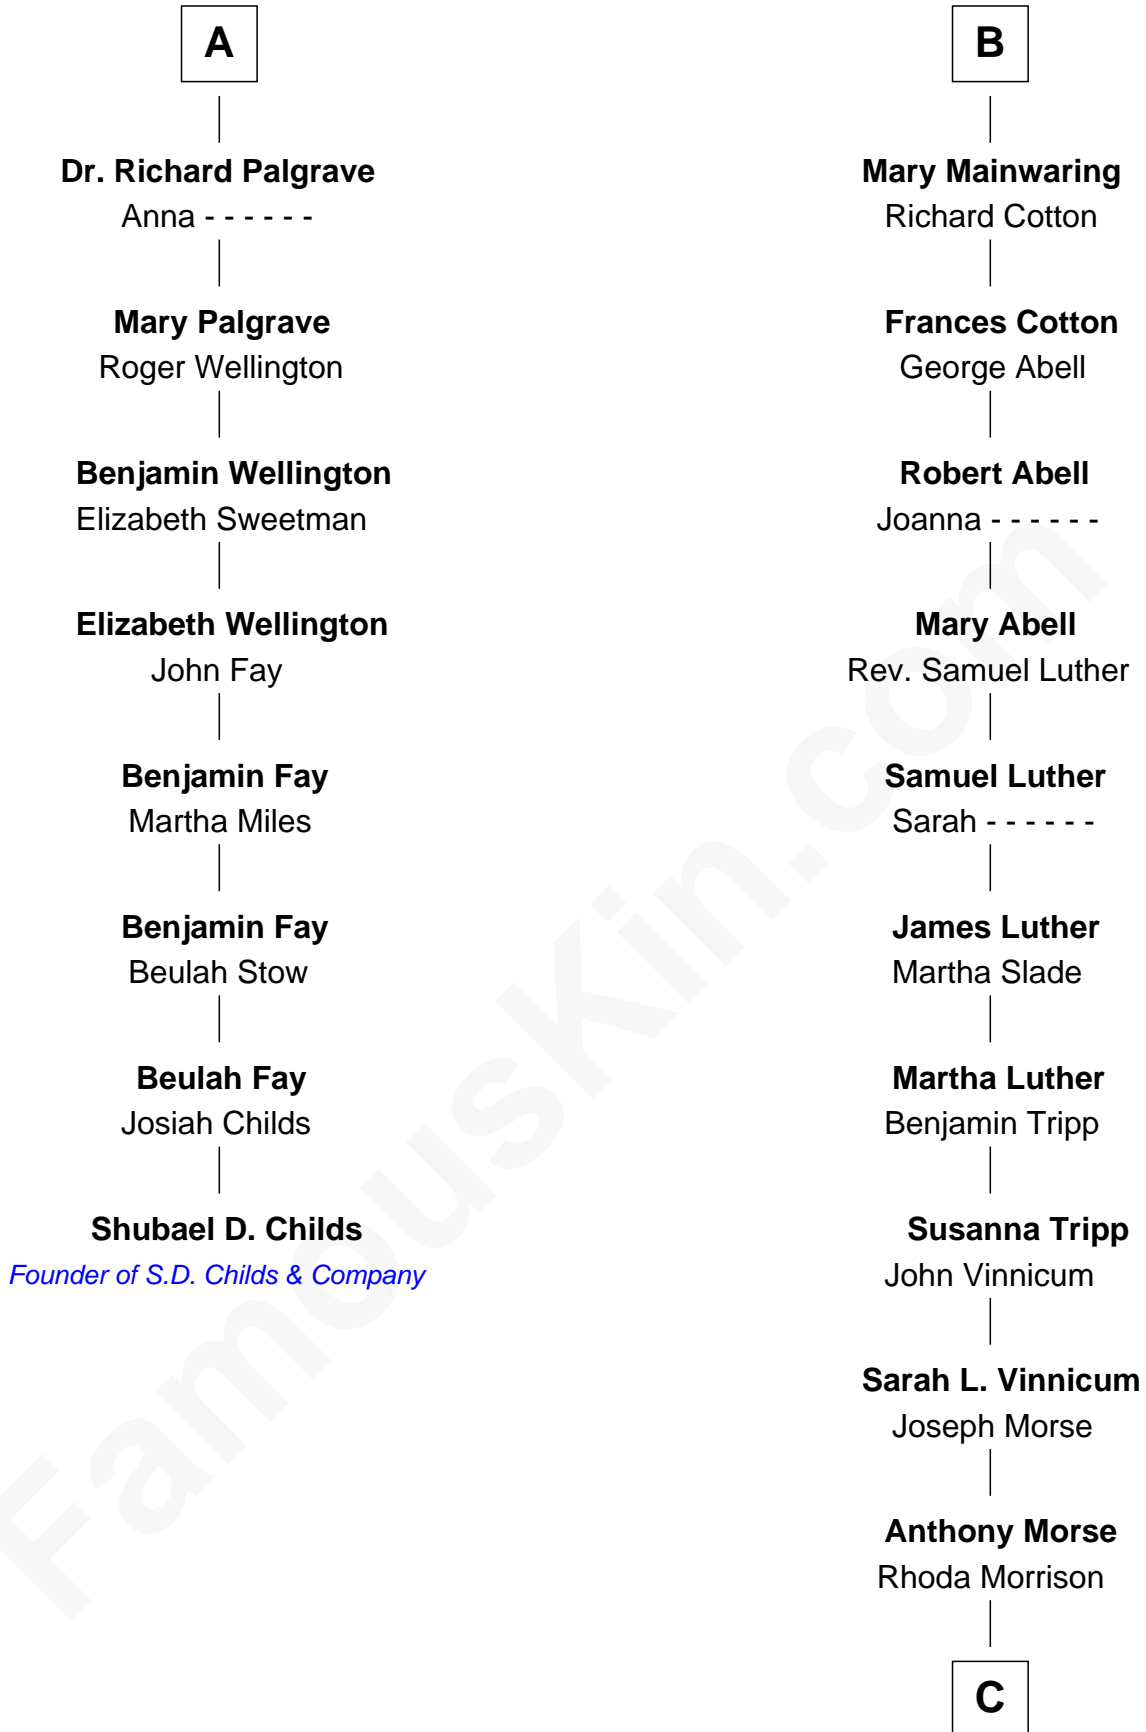 A
Dr. Richard Palgrave
Anna - - - - - -
Mary Palgrave
Roger Wellington
Benjamin Wellington
Elizabeth Sweetman
Elizabeth Wellington
John Fay
Benjamin Fay
Martha Miles
Benjamin Fay
Beulah Stow
Beulah Fay
Josiah Childs
Shubael D. Childs
Founder of S.D. Childs & Company
B
Mary Mainwaring
Richard Cotton
Frances Cotton
George Abell
Robert Abell
Joanna - - - - - -
Mary Abell
Rev. Samuel Luther
Samuel Luther
Sarah - - - - - -
James Luther
Martha Slade
Martha Luther
Benjamin Tripp
Susanna Tripp
John Vinnicum
Sarah L. Vinnicum
Joseph Morse
Anthony Morse
Rhoda Morrison
C
FamousKin.com